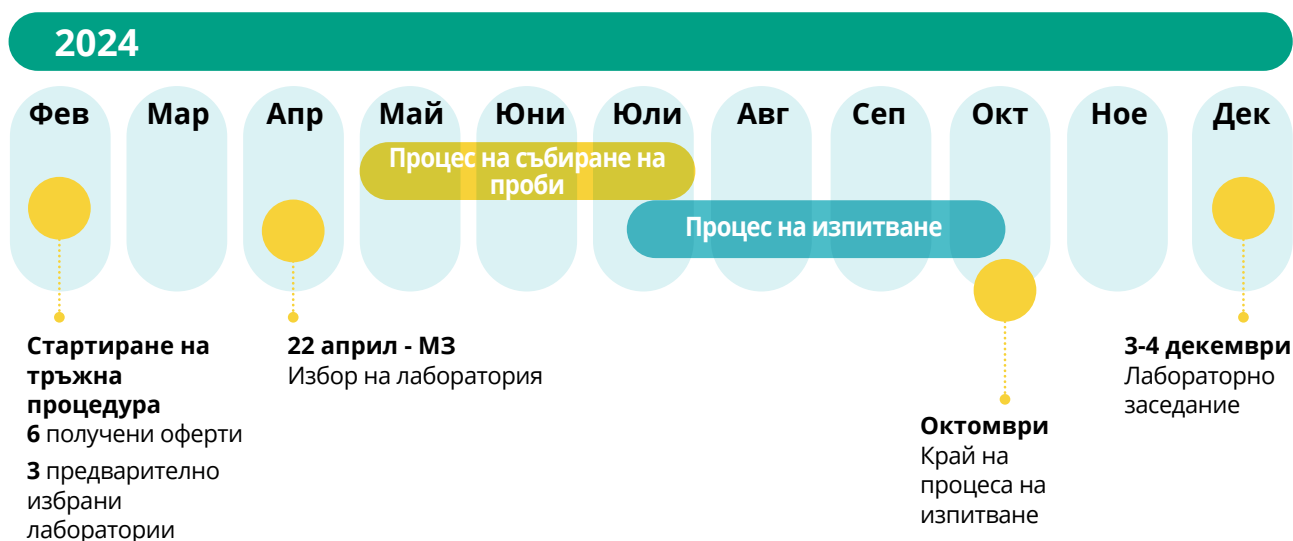 2024
Фев Мар Апр Май Юни Юли Авг Сеп Окт Ное Дек
Процес на събиране на
проби
Процес на изпитване
Стартиране на
тръжна
процедура
6 получени оферти
3 предварително
избрани
лаборатории
22 април - МЗ
Избор на лаборатория
Октомври
Край на
процеса на
изпитване
3-4 декември
Лабораторно
заседание